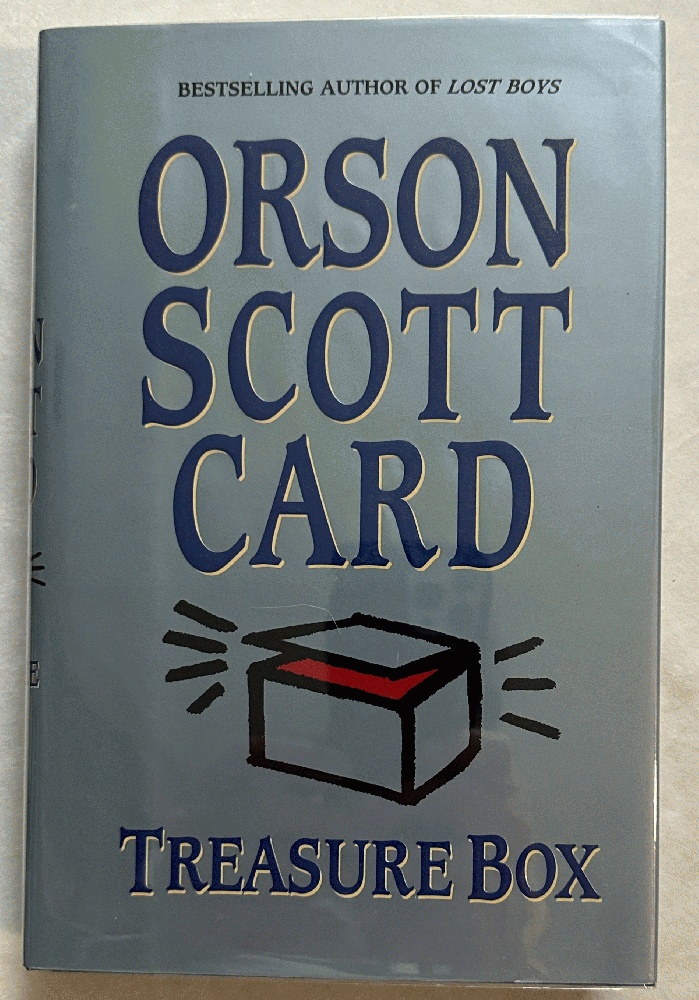 BESTSELLING AUTHOR OF LOST BOYS
ORSON
SCOTT
CARD
TREASURE BOX